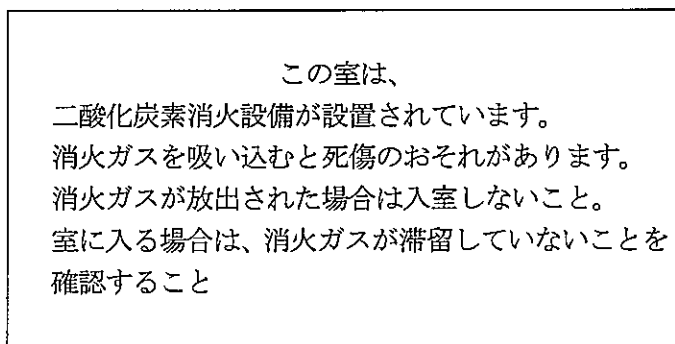 この室は、
二酸化炭素消火設備が設置されています。
消火ガスを吸い込むと死傷のおそれがあります。
消火ガスが放出された場合は入室しないこと。
室に入る場合は、消火ガスが滞留していないことを
確認すること